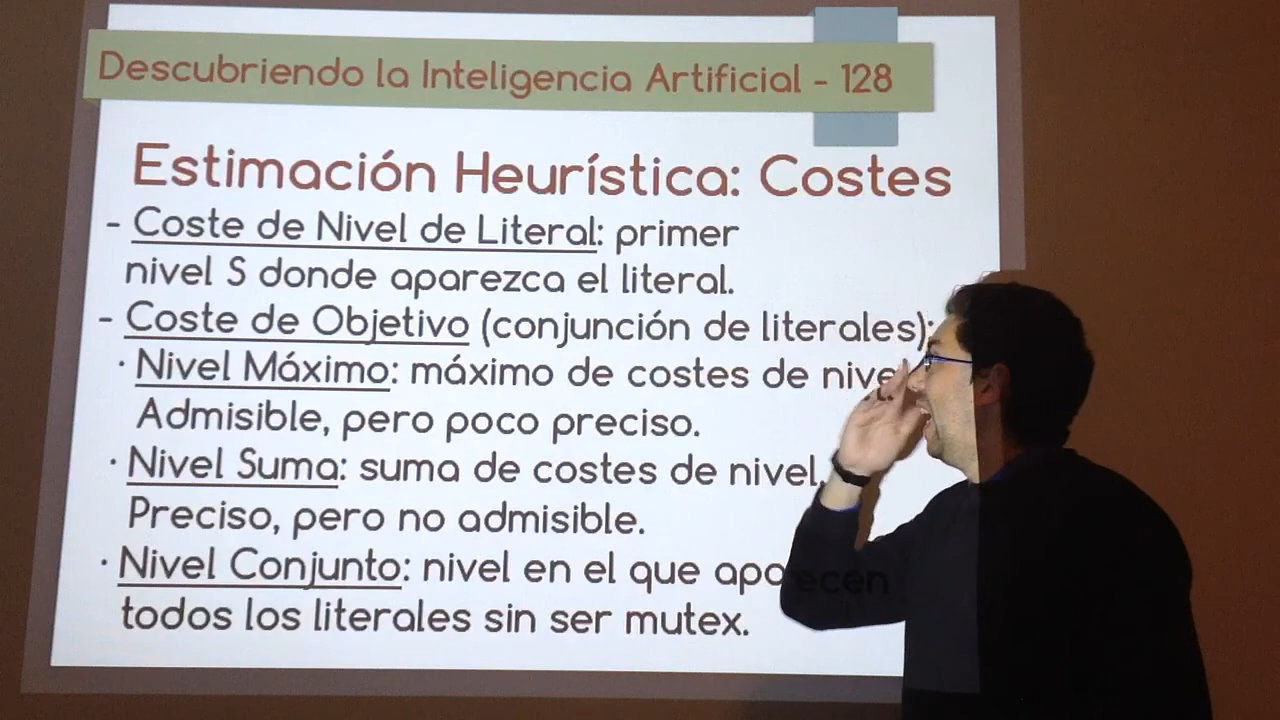 Descubriendo la Inteligencia Artificial - 128
Estimación Heurística: Costes
- Coste de Nivel de Literal: primer
nivel S donde aparezca el literal.
- Coste de Objetivo (conjunción de literales):
· Nivel Máximo: máximo de costes de nivel.
Admisible, pero poco preciso.
· Nivel Suma: suma de costes de nivel.
Preciso, pero no admisible.
· Nivel Conjunto: nivel en el que aparecen
todos los literales sin ser mutex.